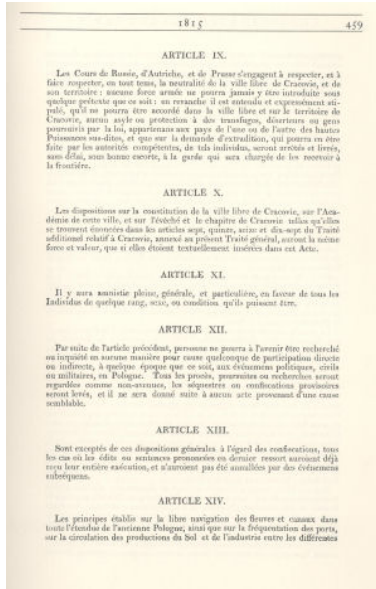 1815
459
ARTICLE IX.
Les Cours de Russie, d'Autriche, et de Prusse s'engagent à respecter, et à
faire respecter, en tout tems, la neutralité de la ville libre de Cracovie, et de
son territoire : aucune force armée ne pourra jamais y être introduite sous
quelque prétexte que ce soit : en revanche il est entendu et expressément sti-
pulé, qu'il ne pourra être accordé dans la ville libre et sur le territoire de
Cracovie, aucun asyle ou protection à des transfuges, déserteurs ou gens
poursuivis par la loi, appartenans aux pays de l'une ou de l'autre des hautes
Puissances sus-dites, et que sur la demande d'extradition, qui pourra en être
faite par les autorités compétentes, de tels individus, seront arrêtés et livrés,
sans délai, sous bonne escorte, à la garde qui sera chargée de les recevoir à
la frontière.
ARTICLE X.
Les dispositions sur la constitution de la ville libre de Cracovie, sur l'Aca-
démie de cette ville, et sur l'évêché et le chapitre de Cracovie telles qu'elles
se trouvent énoncées dans les articles sept, quinze, seize et dix-sept du Traité
additionel relatif à Cracovie, annexé au présent Traité général, auront la même
force et valeur, que si elles étoient textuellement insérées dans cet Acte.
ARTICLE XI.
Il y aura amnistie pleine, générale, et particulière, en faveur de tous les
Individus de quelque rang, sexe, ou condition qu'ils puissent être.
ARTICLE XII.
Par suite de l'article précédent, personne ne pourra à l'avenir être recherché
ou inquiété en aucune manière pour cause quelconque de participation directe
ou indirecte, à quelque époque que ce soit, aux événemens politiques, civils
ou militaires, en Pologne. Tous les procès, poursuites ou recherches seront
regardées comme non-avenues, les séquestres ou confiscations provisoires
seront levés, et il ne sera donné suite à aucun acte provenant d'une cause
semblable.
ARTICLE XIII.
Sont exceptés de ces dispositions générales à l'égard des confiscations, tous
les cas où les édits ou sentences prononcées en dernier ressort auroient déjà
reçu leur entière exécution, et n'auroient pas été annullées par des événemens
subséquens.
ARTICLE XIV.
Les principes établis sur la libre navigation des fleuves et canaux dans
toute l'étendue de l'ancienne Pologne, ainsi que sur la fréquentation des ports,
sur la circulation des productions du Sol et de l'industrie entre les différentes